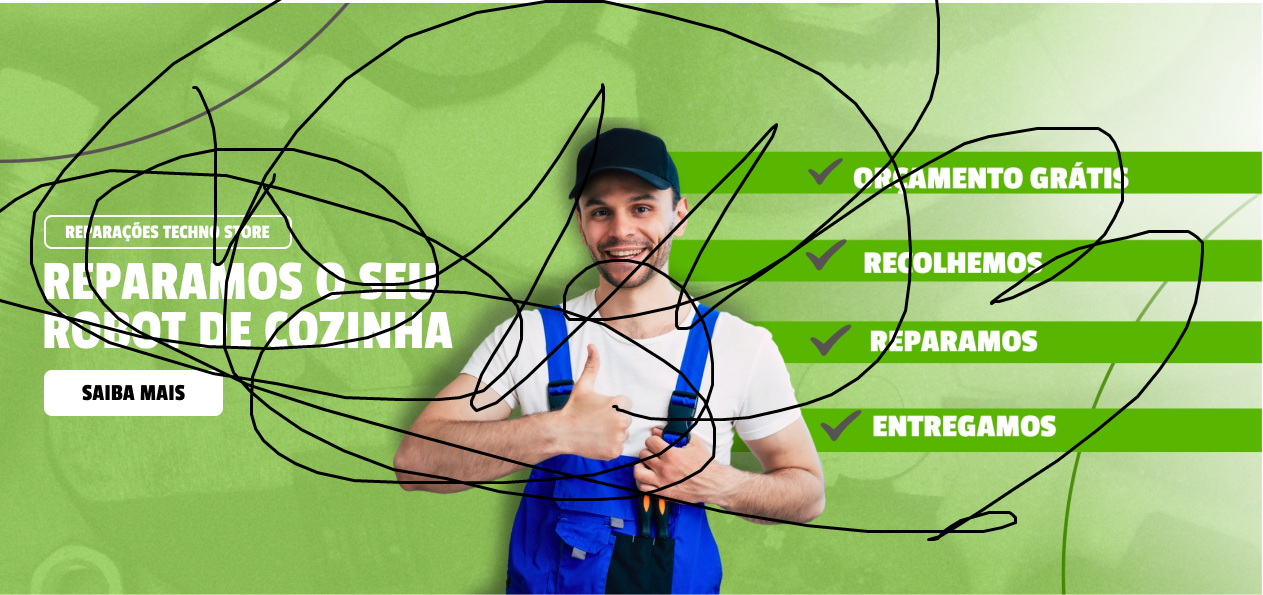 REPARAÇÕES TECHNO STORE
REPARAMOS O SEU
ROBOT DE COZINHA
SAIBA MAIS
ORÇAMENTO GRÁTIS
RECOLHEMOS
REPARAMOS
ENTREGAMOS